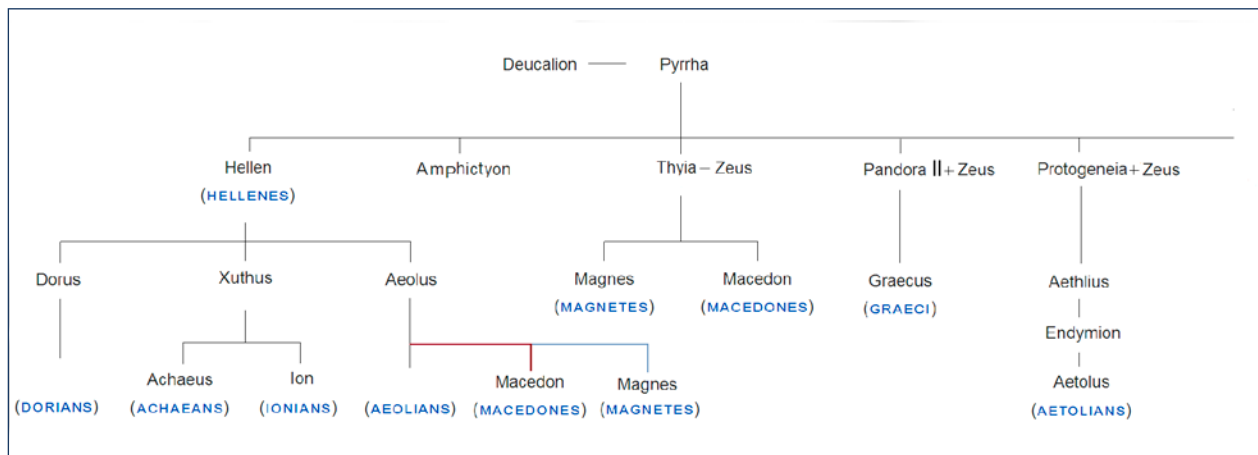 Deucalion Pyrrha
Hellen Amphictyon Thyia – Zeus Pandora II + Zeus Protogeneia + Zeus
(HELLENES)
Dorus Xuthus Aeolus Magnes Macedon Graecus Aethlius
(MAGNETES) (MACEDONES) (GRAECI)
Endymion
Achaeus Ion Macedon Magnes Aetolus
(DORIANS) (ACHAEANS) (IONIANS) (AEOLIANS) (MACEDONES) (MAGNETES) (AETOLIANS)